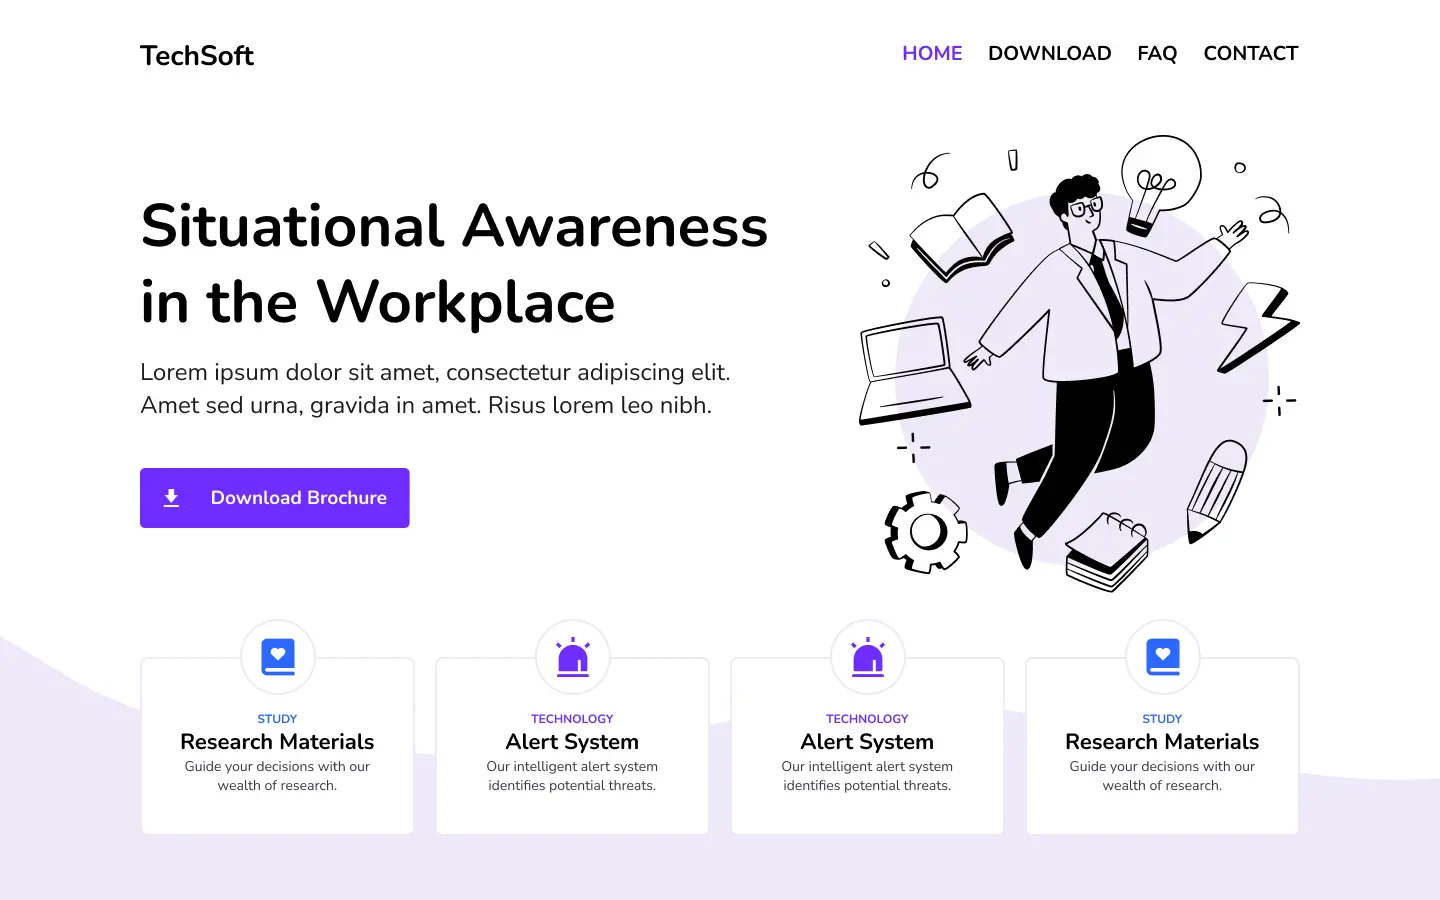 TechSoft
HOME DOWNLOAD FAQ CONTACT
Situational Awareness
in the Workplace
Lorem ipsum dolor sit amet, consectetur adipiscing elit.
Amet sed urna, gravida in amet. Risus lorem leo nibh.
Download Brochure
STUDY
Research Materials
Guide your decisions with our
wealth of research.
TECHNOLOGY
Alert System
Our intelligent alert system
identifies potential threats.
TECHNOLOGY
Alert System
Our intelligent alert system
identifies potential threats.
STUDY
Research Materials
Guide your decisions with our
wealth of research.